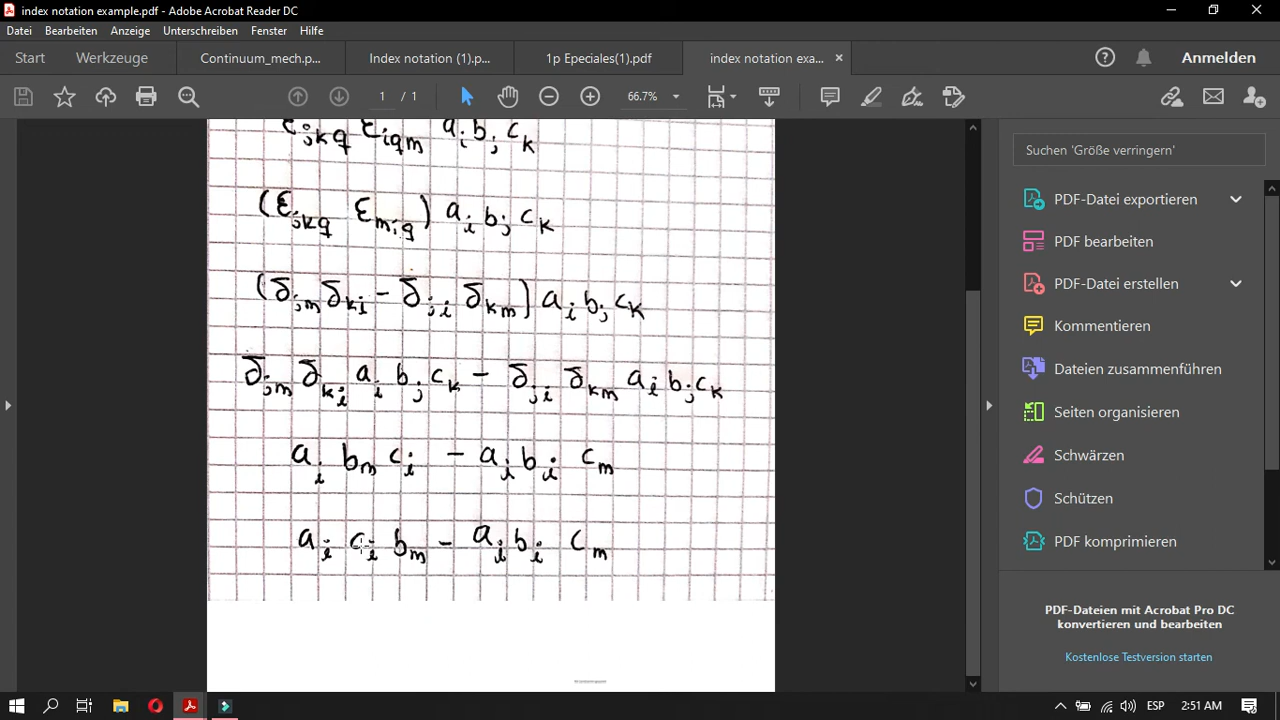 index notation example.pdf - Adobe Acrobat Reader DC
Datei Bearbeiten Anzeige Unterschreiben Fenster Hilfe
Start Werkzeuge Continuum_mech.p... Index notation (1).p... 1p Epeciales(1).pdf index notation exa... × Anmelden
1 / 1 66.7%
ε_jkq ε_iqm a_i b_j c_k
(ε_jkq ε_miq) a_i b_j c_k
(δ_jm δ_ki - δ_ji δ_km) a_i b_j c_k
δ_jm δ_ki a_i b_j c_k - δ_ji δ_km a_i b_j c_k
a_i b_m c_i - a_i b_i c_m
a_i c_i b_m - a_i b_i c_m
Suchen 'Größe verringern'
PDF-Datei exportieren
PDF bearbeiten
PDF-Datei erstellen
Kommentieren
Dateien zusammenführen
Seiten organisieren
Schwärzen
Schützen
PDF komprimieren
PDF-Dateien mit Acrobat Pro DC
konvertieren und bearbeiten
Kostenlose Testversion starten
ESP 2:51 AM